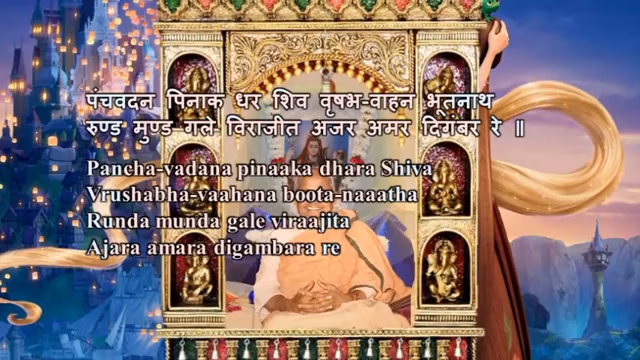 पंचवदन पिनाक धर शिव वृषभ-वाहन भूतनाथ
रुण्ड मुण्ड गले विराजीत अजर अमर दिगंबर रे ॥
Pancha-vadana pinaaka dhara Shiva
Vrushabha-vaahana boota-naaatha
Runda munda gale viraajita
Ajara amara digambara re